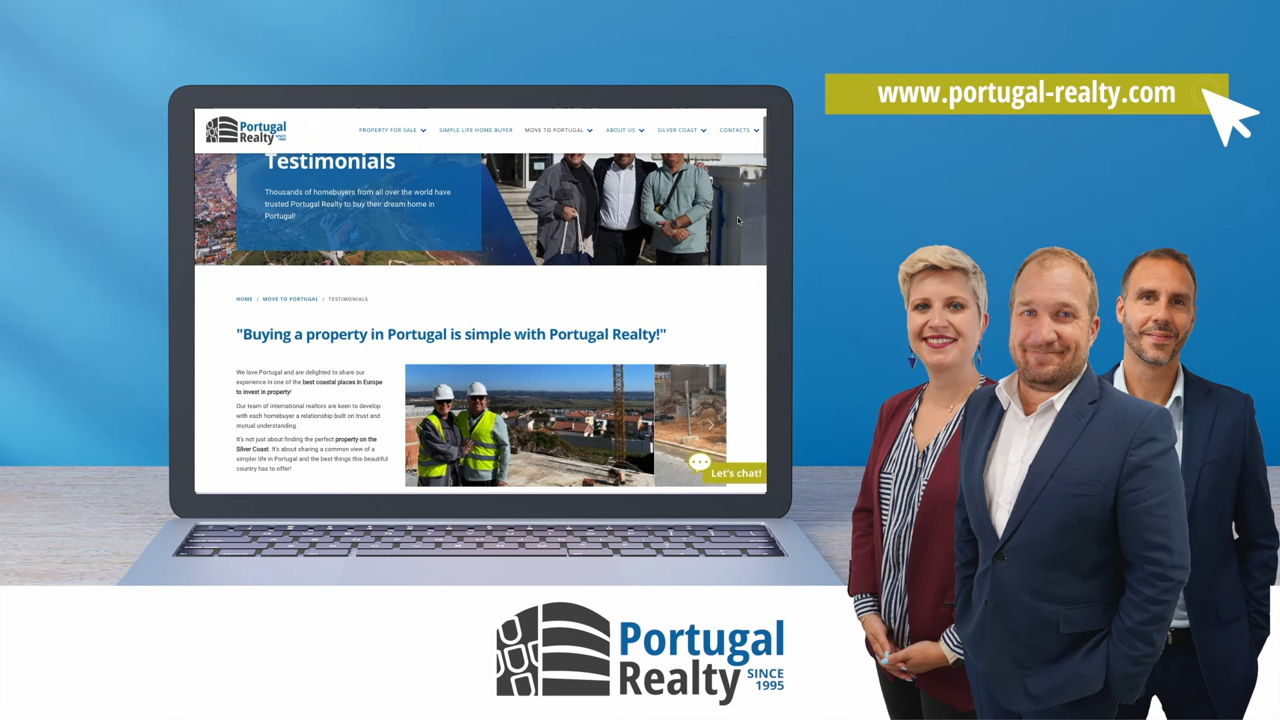 www.portugal-realty.com
Portugal
Realty SINCE 1995
PROPERTY FOR SALE SIMPLE LIFE HOME BUYER MOVE TO PORTUGAL ABOUT US SILVER COAST CONTACTS
Testimonials
Thousands of homebuyers from all over the world have
trusted Portugal Realty to buy their dream home in
Portugal!
HOME / MOVE TO PORTUGAL / TESTIMONIALS
"Buying a property in Portugal is simple with Portugal Realty!"
We love Portugal and are delighted to share our
experience in one of the best coastal places in Europe
to invest in property!
Our team of international realtors are keen to develop
with each homebuyer a relationship built on trust and
mutual understanding.
It's not just about finding the perfect property on the
Silver Coast. It's about sharing a common view of a
simpler life in Portugal and the best things this beautiful
country has to offer!
Let's chat!
Portugal
Realty
SINCE
1995